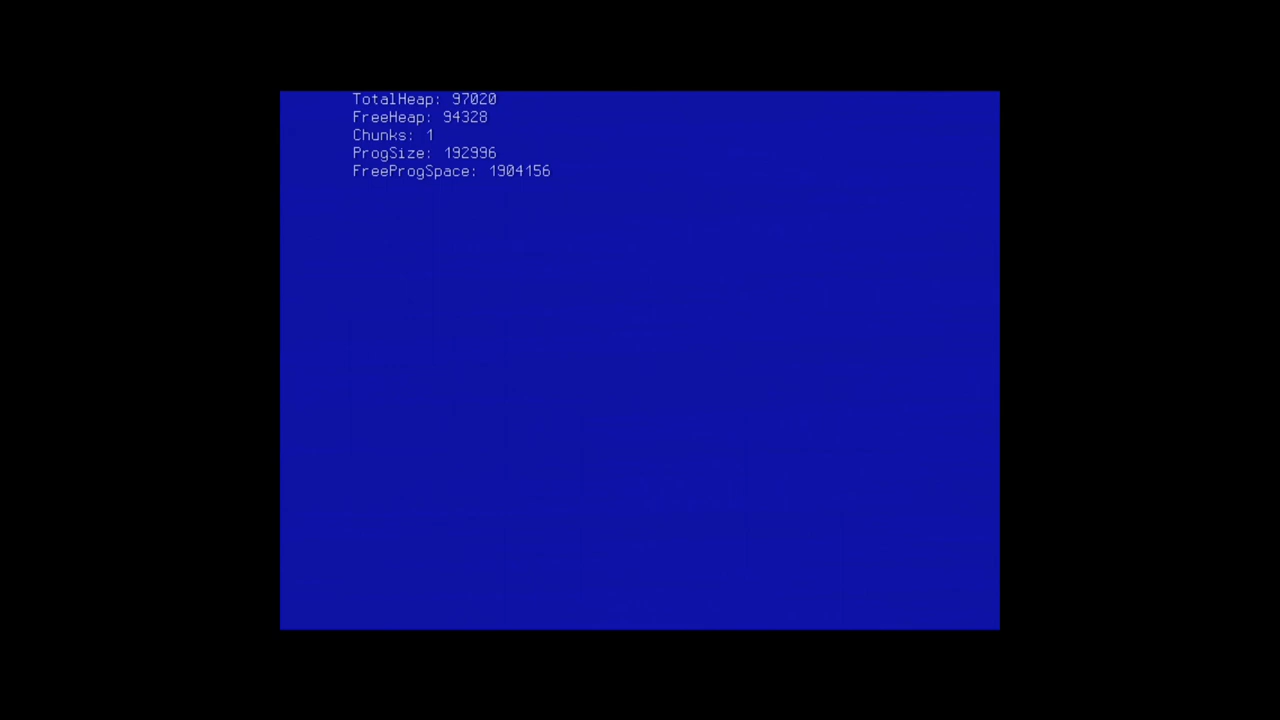 TotalHeap: 97020
FreeHeap: 94328
Chunks: 1
ProgSize: 192996
FreeProgSpace: 1904156